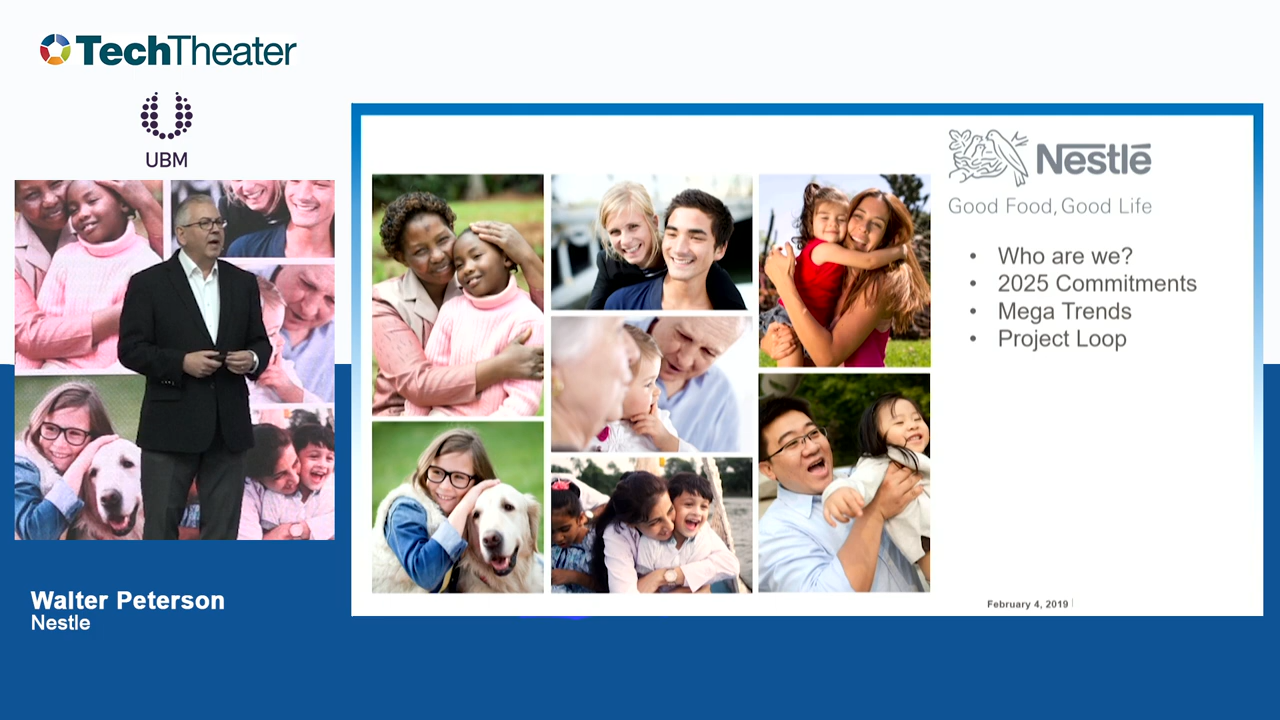 TechTheater
UBM
Nestlé
Good Food, Good Life
• Who are we?
• 2025 Commitments
• Mega Trends
• Project Loop
February 4, 2019
Walter Peterson
Nestle